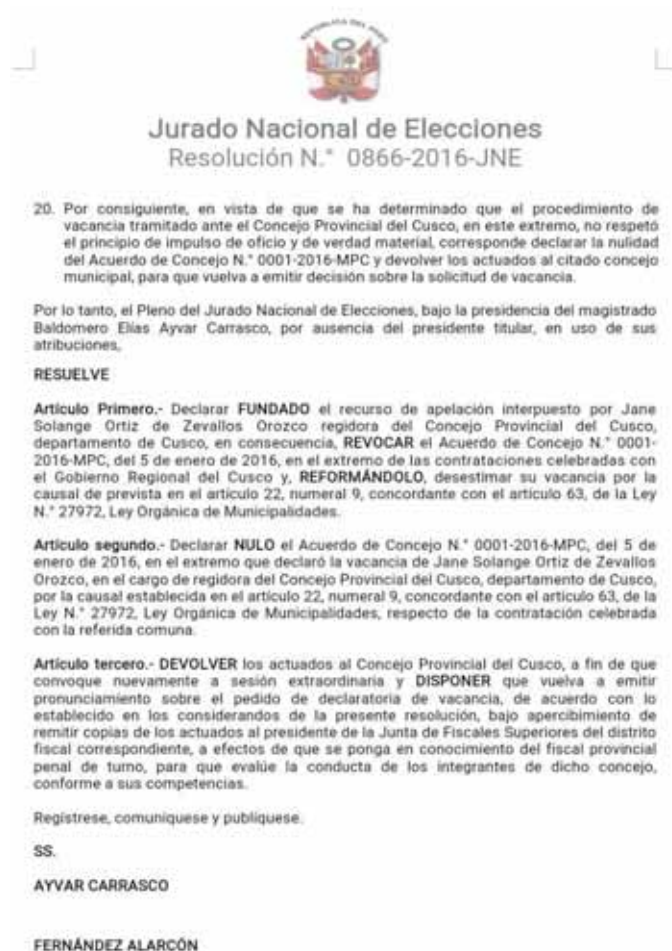 REPÚBLICA DEL PERÚ
Jurado Nacional de Elecciones
Resolución N.° 0866-2016-JNE
20. Por consiguiente, en vista de que se ha determinado que el procedimiento de
vacancia tramitado ante el Concejo Provincial del Cusco, en este extremo, no respetó
el principio de impulso de oficio y de verdad material, corresponde declarar la nulidad
del Acuerdo de Concejo N.° 0001-2016-MPC y devolver los actuados al citado concejo
municipal, para que vuelva a emitir decisión sobre la solicitud de vacancia.
Por lo tanto, el Pleno del Jurado Nacional de Elecciones, bajo la presidencia del magistrado
Baldomero Elías Ayvar Carrasco, por ausencia del presidente titular, en uso de sus
atribuciones,
RESUELVE
Artículo Primero.- Declarar FUNDADO el recurso de apelación interpuesto por Jane
Solange Ortiz de Zevallos Orozco regidora del Concejo Provincial del Cusco,
departamento de Cusco, en consecuencia, REVOCAR el Acuerdo de Concejo N.° 0001-
2016-MPC, del 5 de enero de 2016, en el extremo de las contrataciones celebradas con
el Gobierno Regional del Cusco y, REFORMÁNDOLO, desestimar su vacancia por la
causal de prevista en el artículo 22, numeral 9, concordante con el artículo 63, de la Ley
N.° 27972, Ley Orgánica de Municipalidades.
Artículo segundo.- Declarar NULO el Acuerdo de Concejo N.° 0001-2016-MPC, del 5 de
enero de 2016, en el extremo que declaró la vacancia de Jane Solange Ortiz de Zevallos
Orozco, en el cargo de regidora del Concejo Provincial del Cusco, departamento de Cusco,
por la causal establecida en el artículo 22, numeral 9, concordante con el artículo 63, de la
Ley N.° 27972, Ley Orgánica de Municipalidades, respecto de la contratación celebrada
con la referida comuna.
Artículo tercero.- DEVOLVER los actuados al Concejo Provincial del Cusco, a fin de que
convoque nuevamente a sesión extraordinaria y DISPONER que vuelva a emitir
pronunciamiento sobre el pedido de declaratoria de vacancia, de acuerdo con lo
establecido en los considerandos de la presente resolución, bajo apercibimiento de
remitir copias de los actuados al presidente de la Junta de Fiscales Superiores del distrito
fiscal correspondiente, a efectos de que se ponga en conocimiento del fiscal provincial
penal de turno, para que evalúe la conducta de los integrantes de dicho concejo,
conforme a sus competencias.
Regístrese, comuníquese y publíquese.
SS.
AYVAR CARRASCO
FERNÁNDEZ ALARCÓN